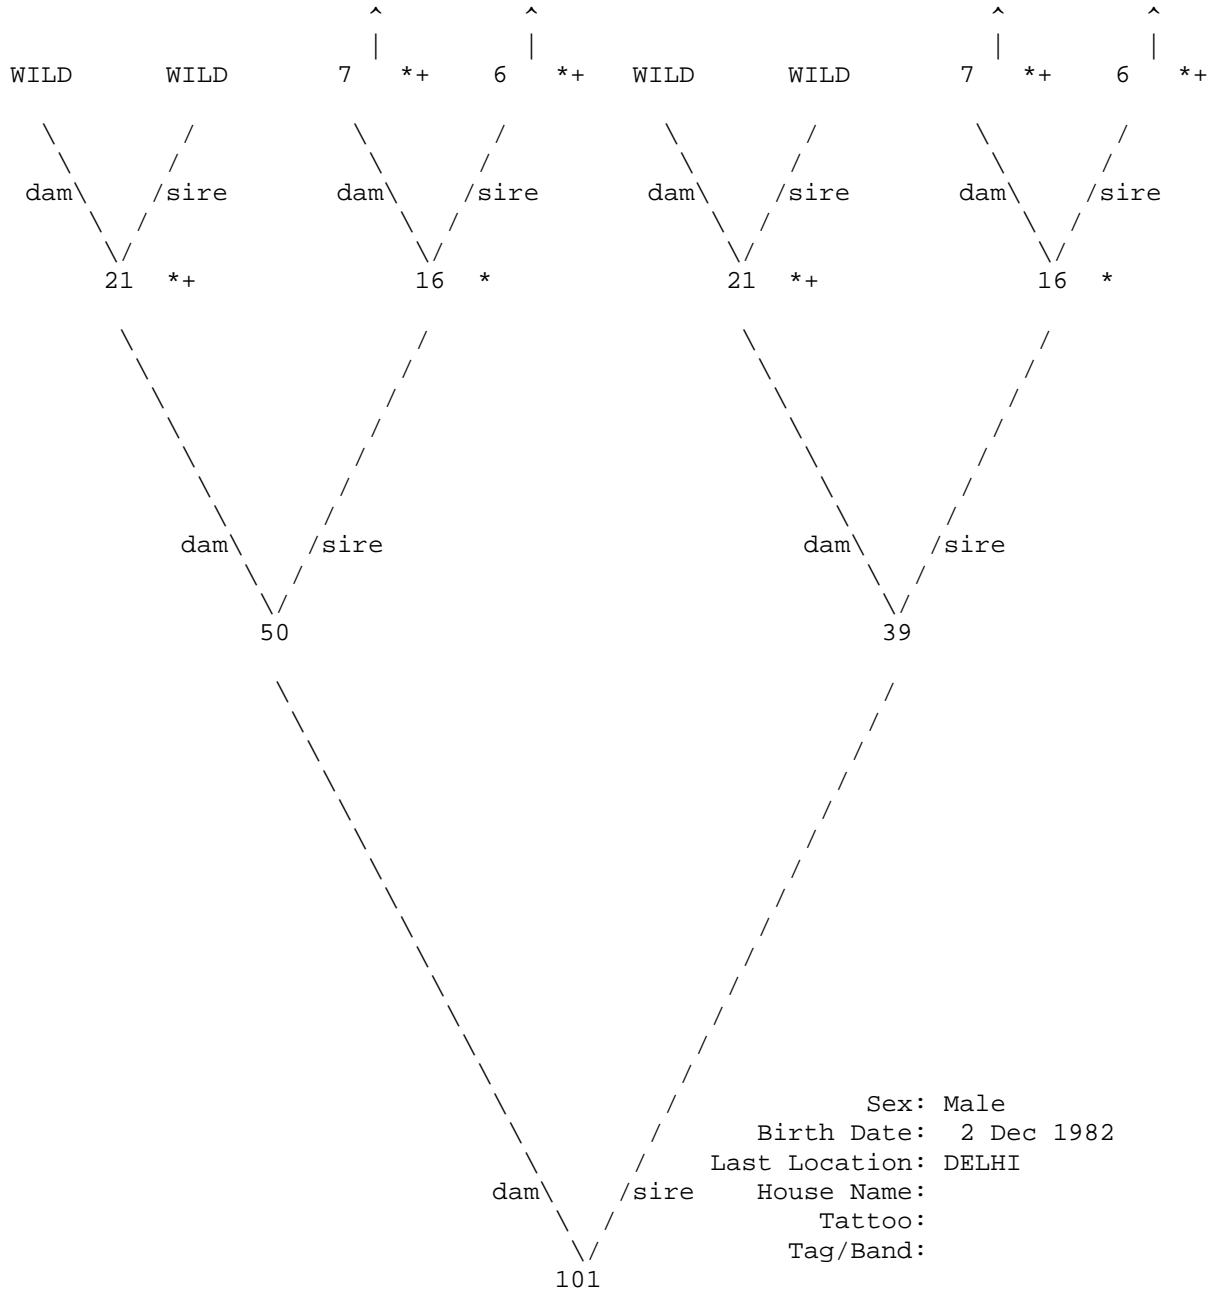 ^ ^ ^ ^
| | | |
WILD WILD 7 *+ 6 *+ WILD WILD 7 *+ 6 *+
dam sire dam sire dam sire dam sire
21 *+ 16 * 21 *+ 16 *
dam sire dam sire
50 39
Sex: Male
Birth Date: 2 Dec 1982
Last Location: DELHI
dam sire House Name:
Tattoo:
Tag/Band:
101